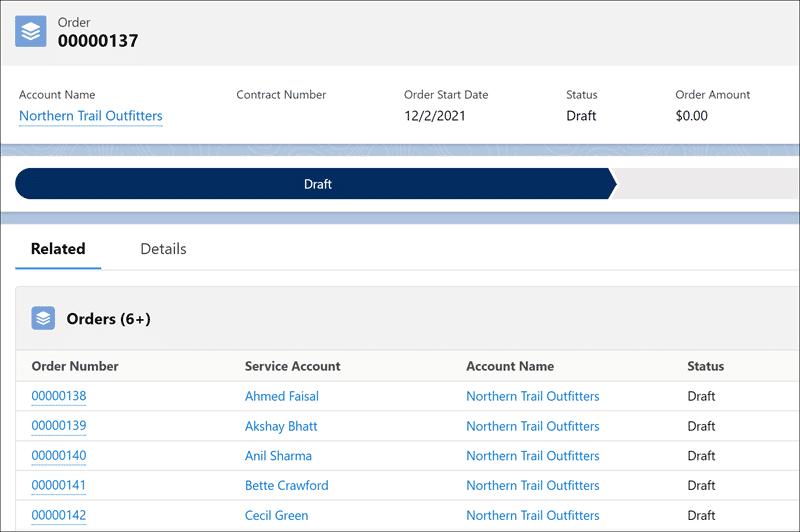 Order
00000137
Account Name Contract Number Order Start Date Status Order Amount
Northern Trail Outfitters 12/2/2021 Draft $0.00
Draft
Related Details
Orders (6+)
Order Number Service Account Account Name Status
00000138 Ahmed Faisal Northern Trail Outfitters Draft
00000139 Akshay Bhatt Northern Trail Outfitters Draft
00000140 Anil Sharma Northern Trail Outfitters Draft
00000141 Bette Crawford Northern Trail Outfitters Draft
00000142 Cecil Green Northern Trail Outfitters Draft